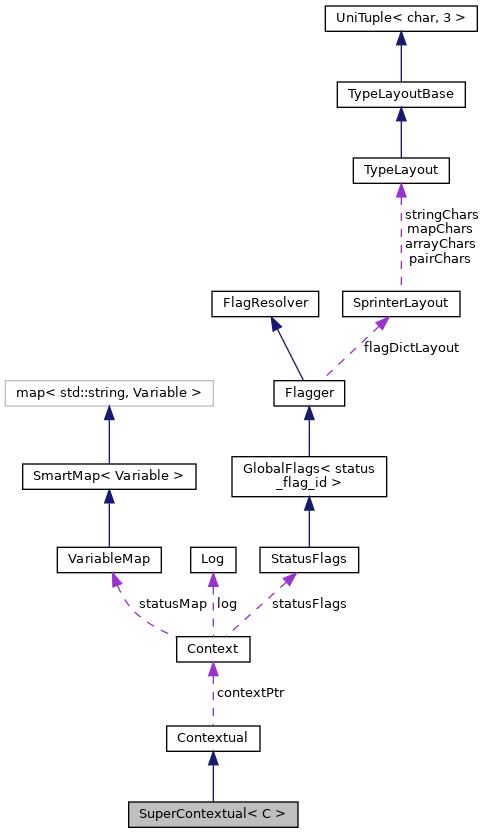 UniTuple< char, 3 >
TypeLayoutBase
TypeLayout
stringChars
mapChars
arrayChars
pairChars
FlagResolver
SprinterLayout
flagDictLayout
map< std::string, Variable >
Flagger
SmartMap< Variable >
GlobalFlags< status
_flag_id >
VariableMap
Log
StatusFlags
statusMap
log
statusFlags
Context
contextPtr
Contextual
SuperContextual< C >